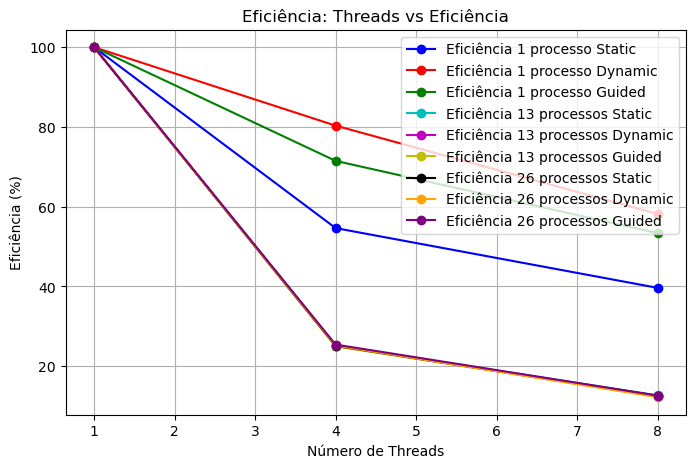 Eficiência: Threads vs Eficiência
Eficiência 1 processo Static
Eficiência 1 processo Dynamic
Eficiência 1 processo Guided
Eficiência 13 processos Static
Eficiência 13 processos Dynamic
Eficiência 13 processos Guided
Eficiência 26 processos Static
Eficiência 26 processos Dynamic
Eficiência 26 processos Guided
Eficiência (%)
100
80
60
40
20
1 2 3 4 5 6 7 8
Número de Threads